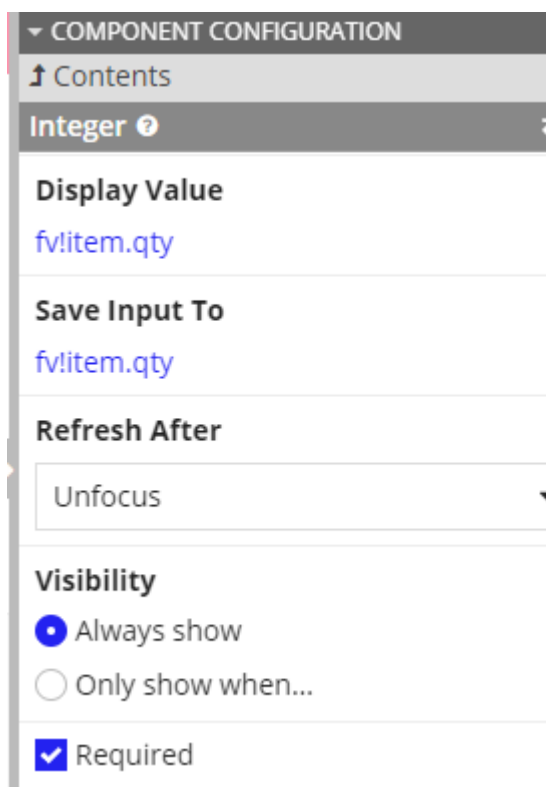 COMPONENT CONFIGURATION
Contents
Integer
Display Value
fv!item.qty
Save Input To
fv!item.qty
Refresh After
Unfocus
Visibility
Always show
Only show when...
Required